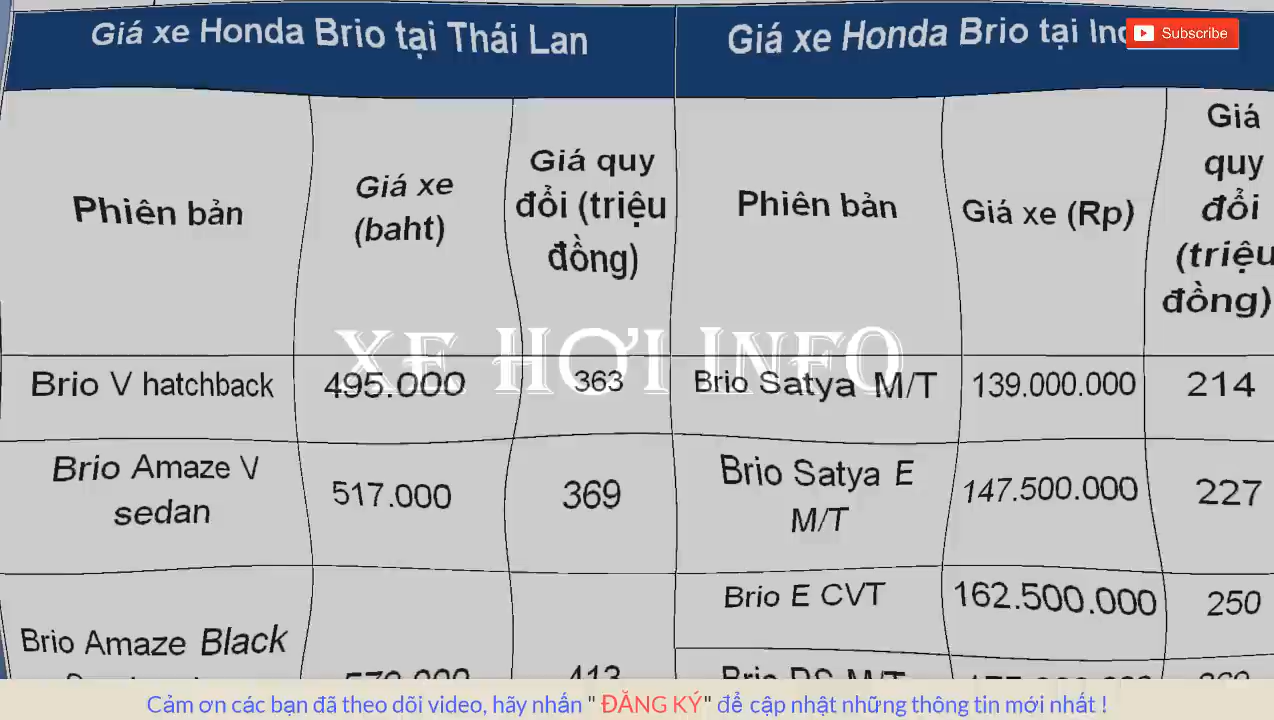 Giá xe Honda Brio tại Thái Lan
Giá xe Honda Brio tại
Subscribe
Phiên bản
Giá xe
(baht)
Giá quy
đổi (triệu
đồng)
Phiên bản
Giá xe (Rp)
Giá
quy
đổi
(triệu
đồng)
XE HƠI INFO
Brio V hatchback
495.000
363
Brio Satya M/T
139.000.000
214
Brio Amaze V
sedan
517.000
369
Brio Satya E
M/T
147.500.000
227
Brio E CVT
162.500.000
250
Brio Amaze Black
Cảm ơn các bạn đã theo dõi video, hãy nhấn " ĐĂNG KÝ" để cập nhật những thông tin mới nhất !